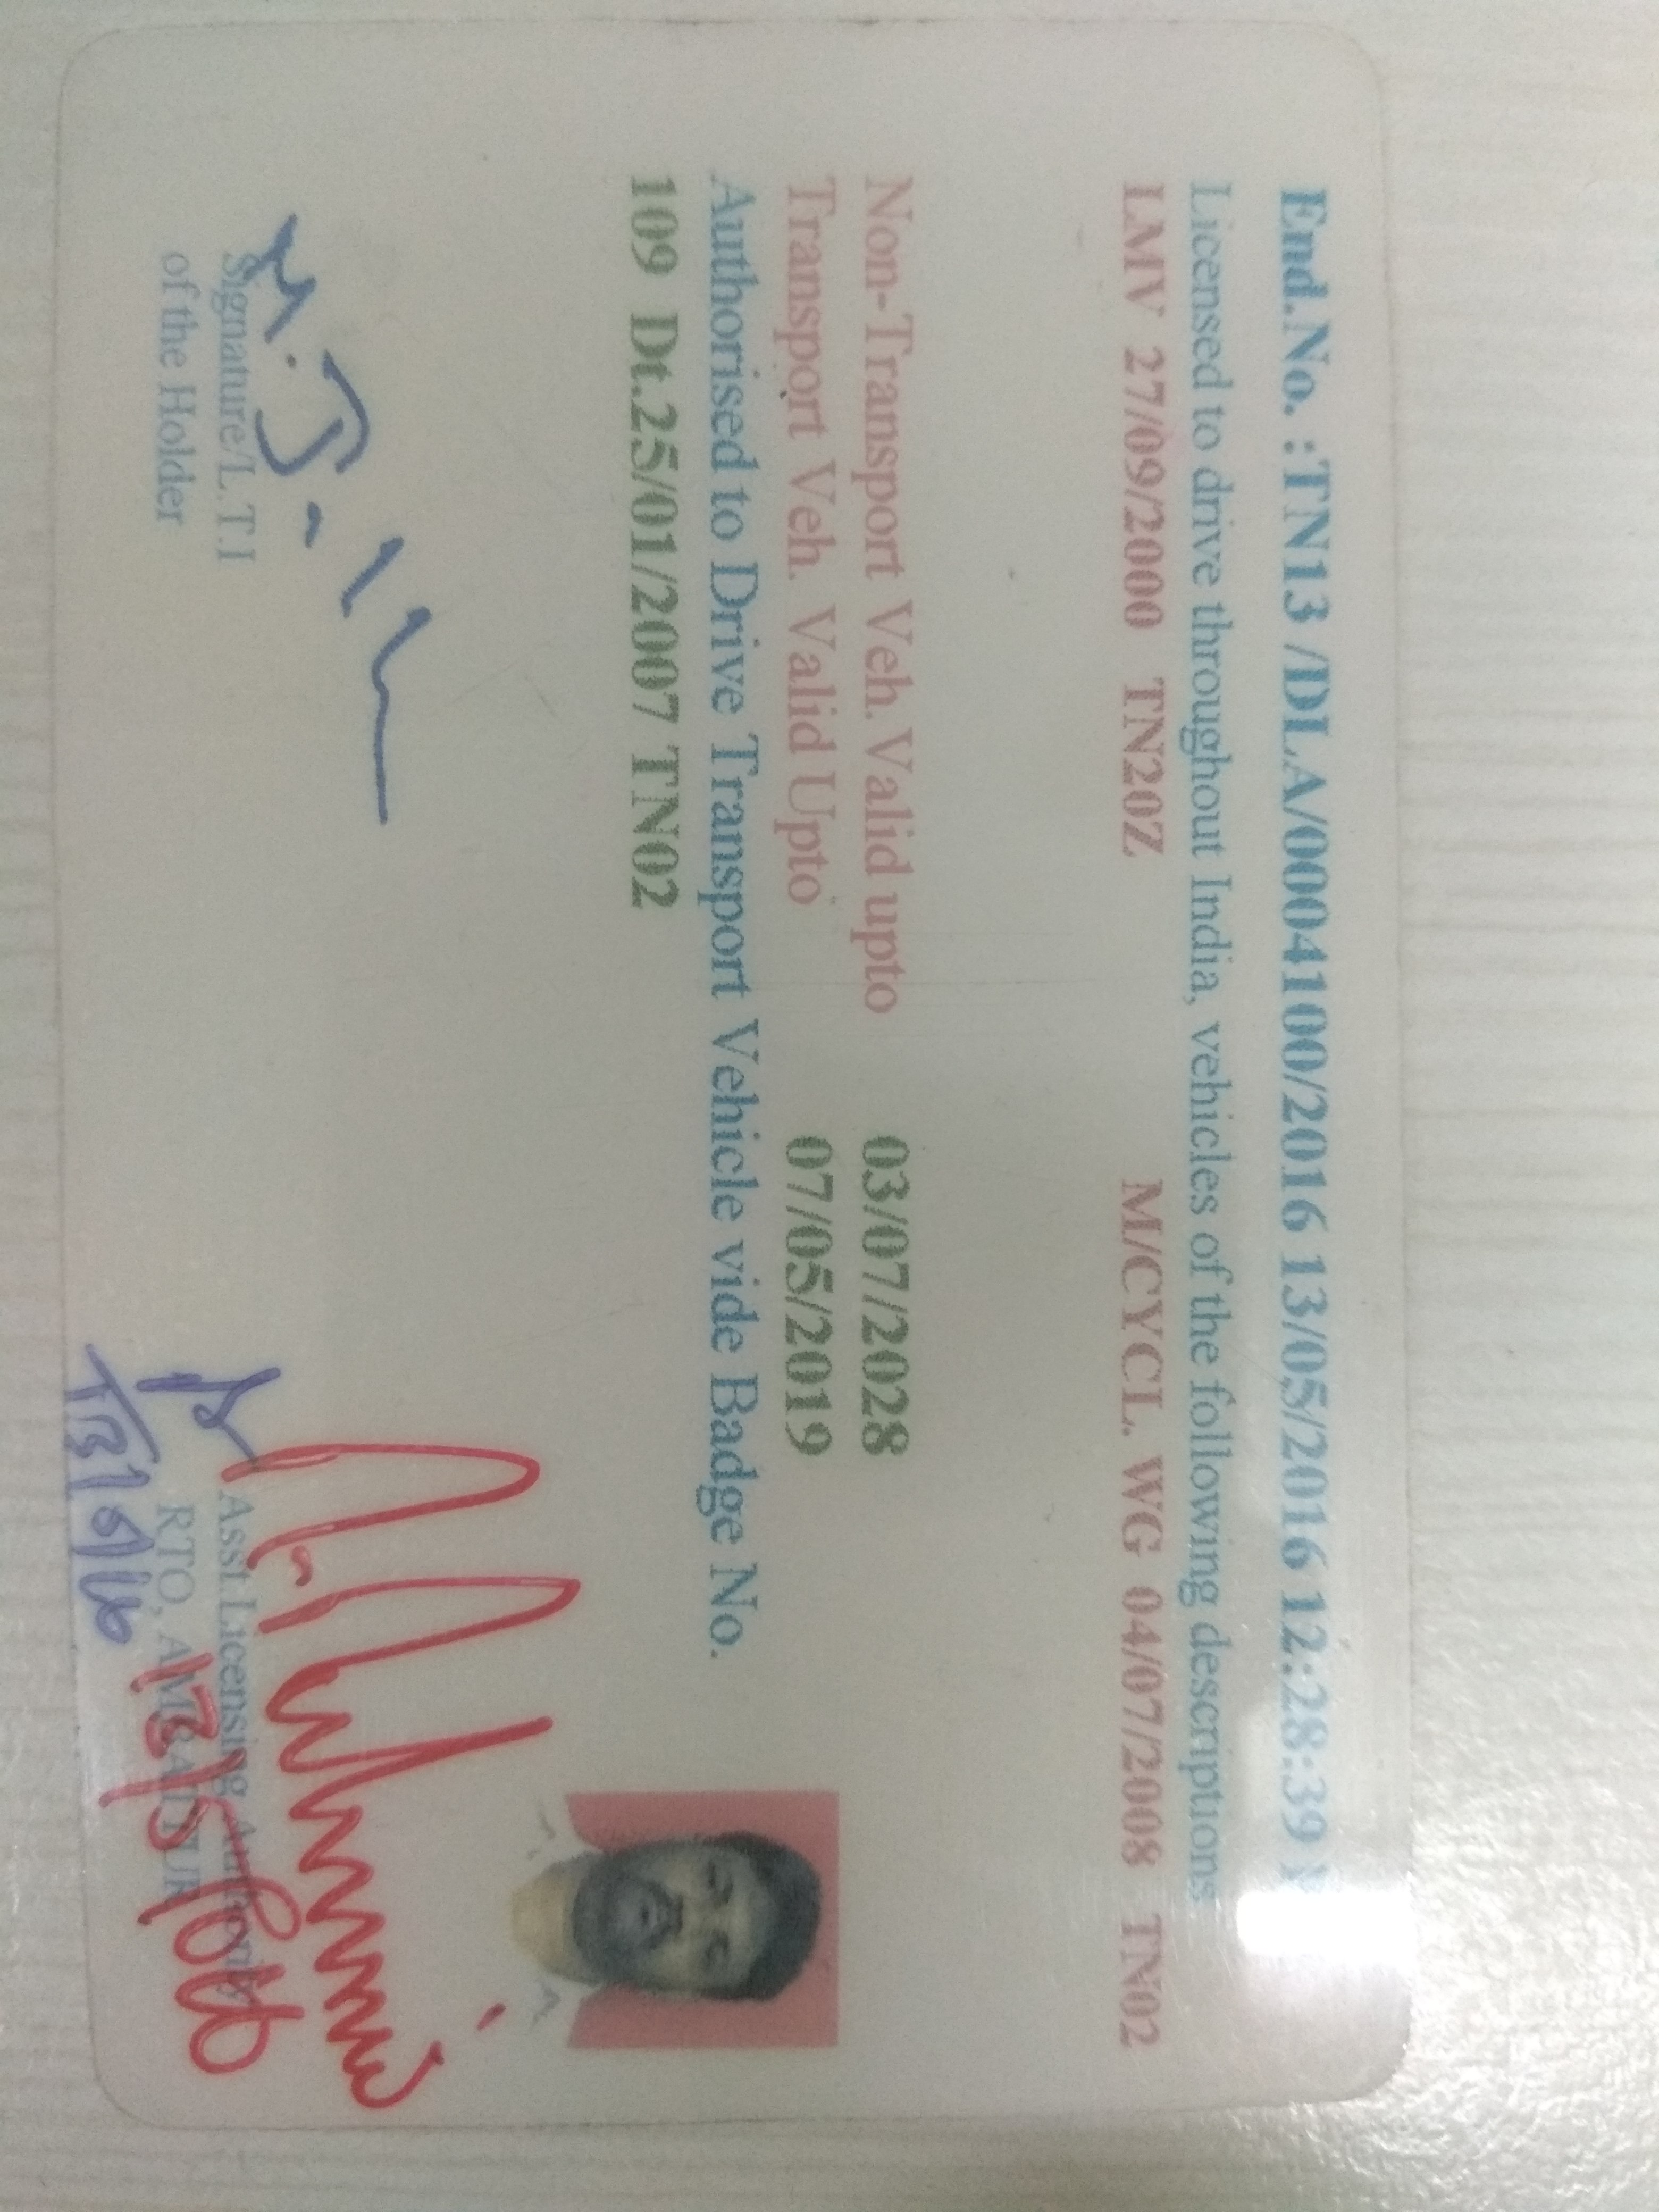 End.No. :TN13 /DLA/0004100/2016 13/05/2016 12:28:39
Licensed to drive throughout India, vehicles of the following descriptions
LMV 27/09/2000 TN20Z M/CYCL. WG 04/07/2008 TN02
Non-Transport Veh.Valid upto 03/07/2028
Transport Veh. Valid Upto 07/05/2019
Authorised to Drive Transport Vehicle vide Badge No.
109 Dt.25/01/2007 TN02
Signature/L.T.I
of the Holder
Asst.Licensing Authority
RTO, AMBATTUR